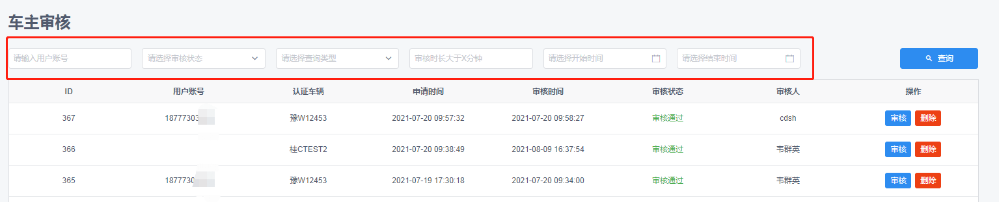 车主审核
请输入用户账号 请选择审核状态 请选择查询类型 审核时长大于X分钟 请选择开始时间 请选择结束时间 查询
ID 用户账号 认证车辆 申请时间 审核时间 审核状态 审核人 操作
367 18777303 豫W12453 2021-07-20 09:57:32 2021-07-20 09:58:27 审核通过 cdsh 审核 删除
366 桂CTEST2 2021-07-20 09:38:49 2021-08-09 16:37:54 审核通过 韦群英 审核 删除
365 1877730 豫W12453 2021-07-19 17:30:18 2021-07-20 09:34:00 审核通过 韦群英 审核 删除